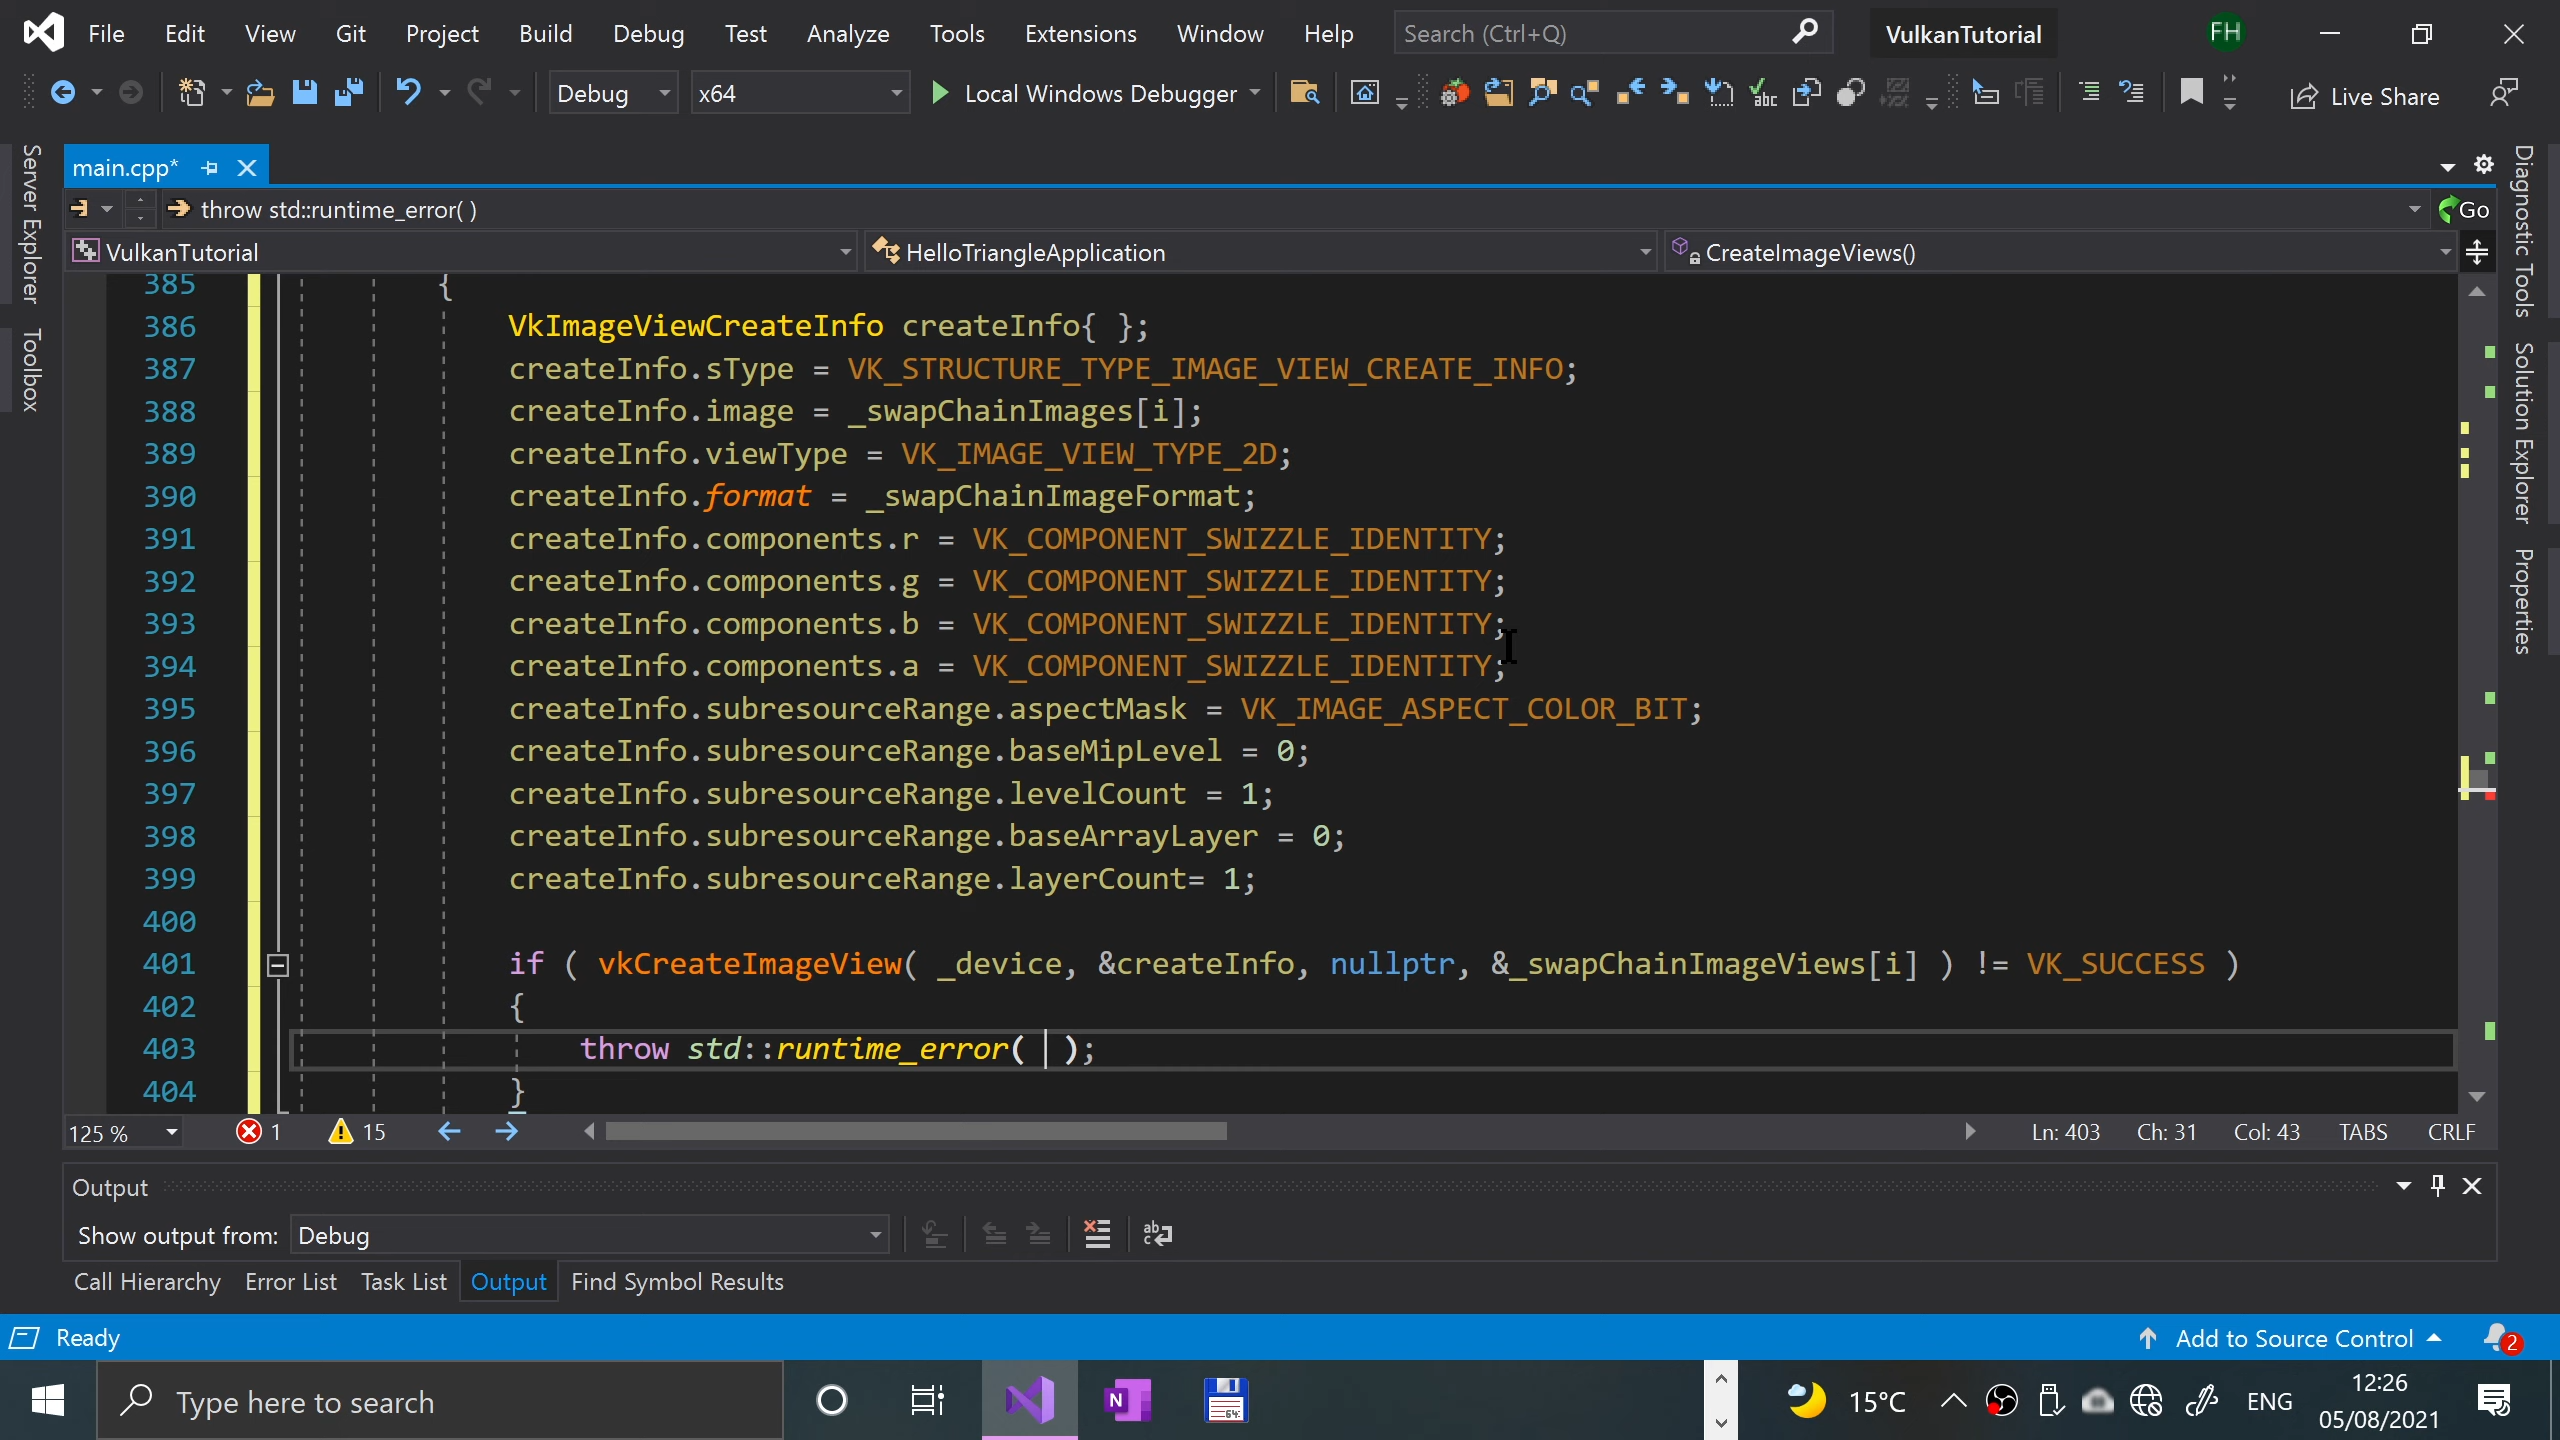 File Edit View Git Project Build Debug Test Analyze Tools Extensions Window Help Search (Ctrl+Q) VulkanTutorial FH
Debug x64 Local Windows Debugger Live Share
Server Explorer
Toolbox
main.cpp*
throw std::runtime_error( ) Go
VulkanTutorial HelloTriangleApplication CreateImageViews()
385 {
386 VkImageViewCreateInfo createInfo{ };
387 createInfo.sType = VK_STRUCTURE_TYPE_IMAGE_VIEW_CREATE_INFO;
388 createInfo.image = _swapChainImages[i];
389 createInfo.viewType = VK_IMAGE_VIEW_TYPE_2D;
390 createInfo.format = _swapChainImageFormat;
391 createInfo.components.r = VK_COMPONENT_SWIZZLE_IDENTITY;
392 createInfo.components.g = VK_COMPONENT_SWIZZLE_IDENTITY;
393 createInfo.components.b = VK_COMPONENT_SWIZZLE_IDENTITY;
394 createInfo.components.a = VK_COMPONENT_SWIZZLE_IDENTITY;
395 createInfo.subresourceRange.aspectMask = VK_IMAGE_ASPECT_COLOR_BIT;
396 createInfo.subresourceRange.baseMipLevel = 0;
397 createInfo.subresourceRange.levelCount = 1;
398 createInfo.subresourceRange.baseArrayLayer = 0;
399 createInfo.subresourceRange.layerCount= 1;
400
401 if ( vkCreateImageView( _device, &createInfo, nullptr, &_swapChainImageViews[i] ) != VK_SUCCESS )
402 {
403 throw std::runtime_error( );
404 }
125 % 1 15 Ln: 403 Ch: 31 Col: 43 TABS CRLF
Diagnostic Tools
Solution Explorer
Properties
Output
Show output from: Debug
Call Hierarchy Error List Task List Output Find Symbol Results
Ready Add to Source Control 2
Type here to search N 64: 15°C ENG 12:26
05/08/2021